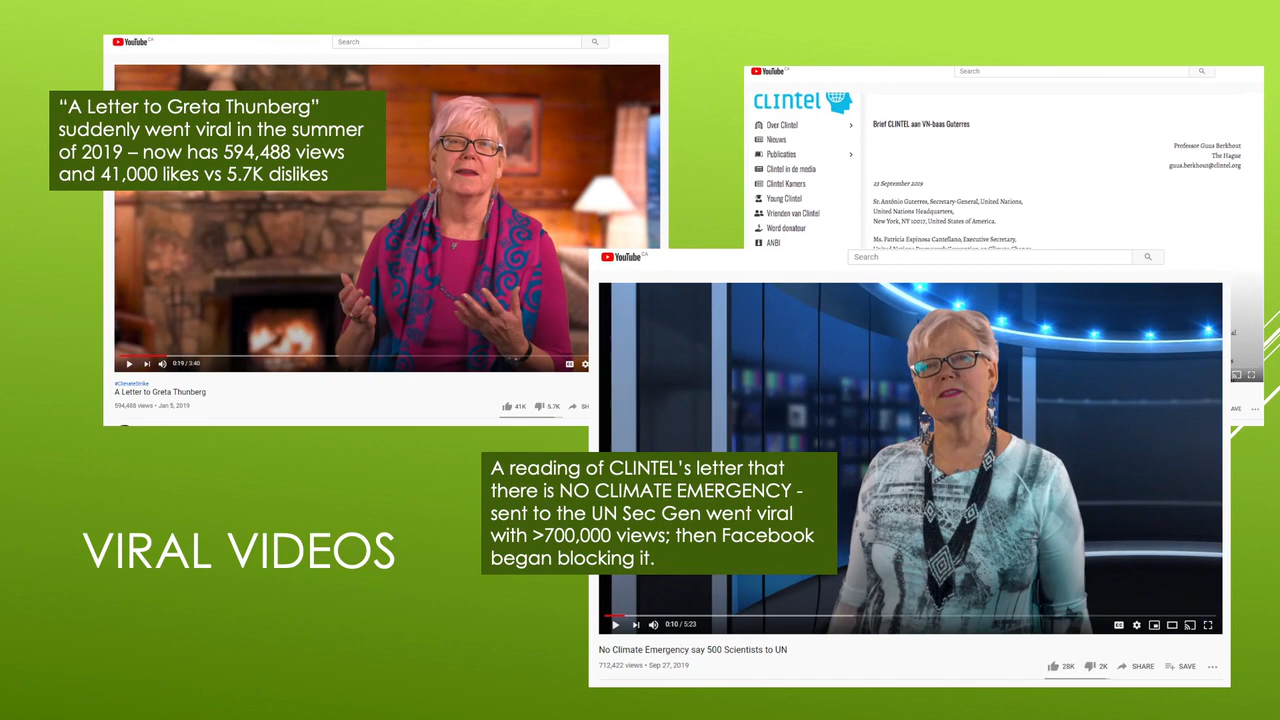 YouTube CA
Search
“A Letter to Greta Thunberg”
suddenly went viral in the summer
of 2019 – now has 594,488 views
and 41,000 likes vs 5.7K dislikes
0:19 / 3:40
#ClimateStrike
A Letter to Greta Thunberg
594,488 views • Jan 5, 2019
41K 5.7K SH
YouTube CA
Search
CLINTEL
Over Clintel
Nieuws
Publicaties
Clintel in de media
Clintel Kamers
Young Clintel
Vrienden van Clintel
Word donateur
ANBI
Brief CLINTEL aan VN-baas Guterres
Professor Guus Berkhout
The Hague
guus.berkhout@clintel.org
23 September 2019
Sr. António Guterres, Secretary-General, United Nations,
United Nations Headquarters,
New York, NY 10017, United States of America.
Ms. Patricia Espinosa Cantellano, Executive Secretary,
AVE
YouTube CA
Search
A reading of CLINTEL’s letter that
there is NO CLIMATE EMERGENCY -
sent to the UN Sec Gen went viral
with >700,000 views; then Facebook
began blocking it.
0:10 / 5:23
No Climate Emergency say 500 Scientists to UN
712,422 views • Sep 27, 2019
28K 2K SHARE SAVE
VIRAL VIDEOS